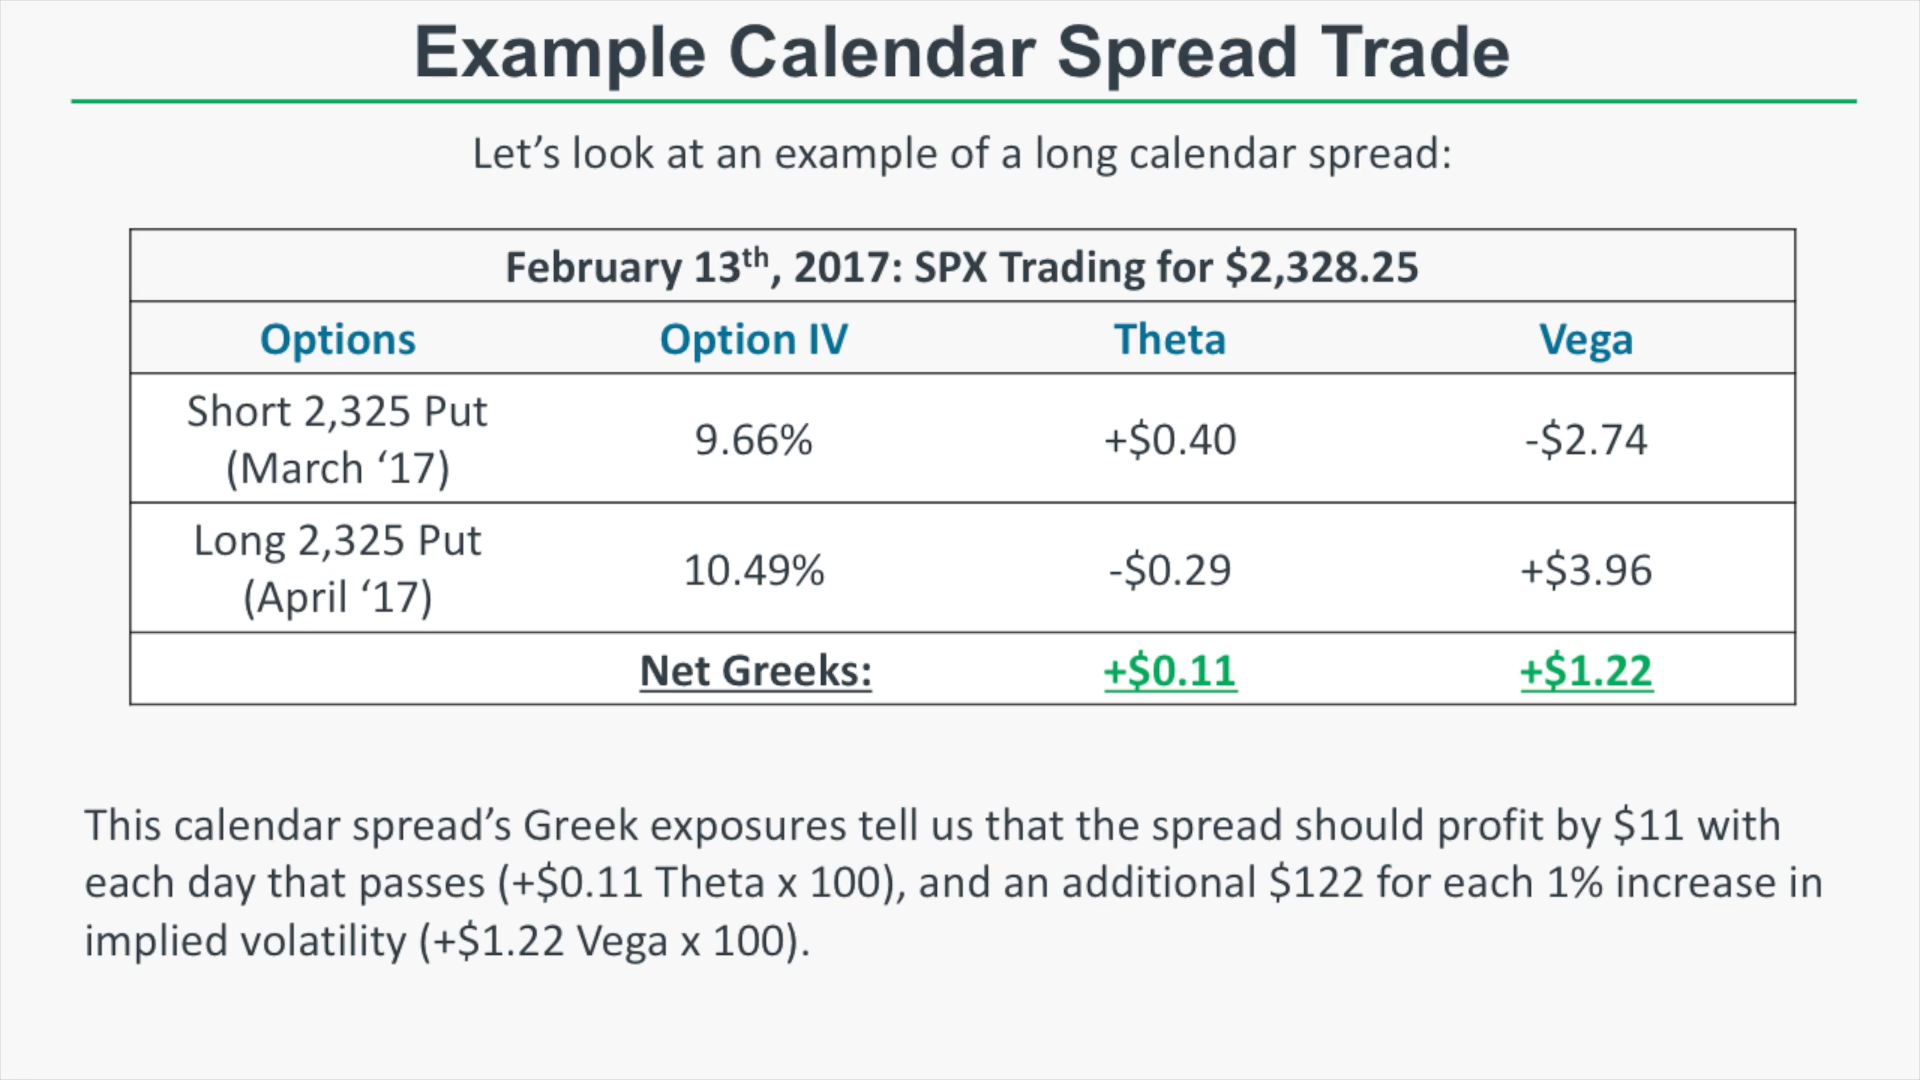 Example Calendar Spread Trade
Let’s look at an example of a long calendar spread:
February 13th, 2017: SPX Trading for $2,328.25
Options Option IV Theta Vega
Short 2,325 Put
(March ‘17) 9.66% +$0.40 -$2.74
Long 2,325 Put
(April ‘17) 10.49% -$0.29 +$3.96
Net Greeks: +$0.11 +$1.22
This calendar spread’s Greek exposures tell us that the spread should profit by $11 with
each day that passes (+$0.11 Theta x 100), and an additional $122 for each 1% increase in
implied volatility (+$1.22 Vega x 100).